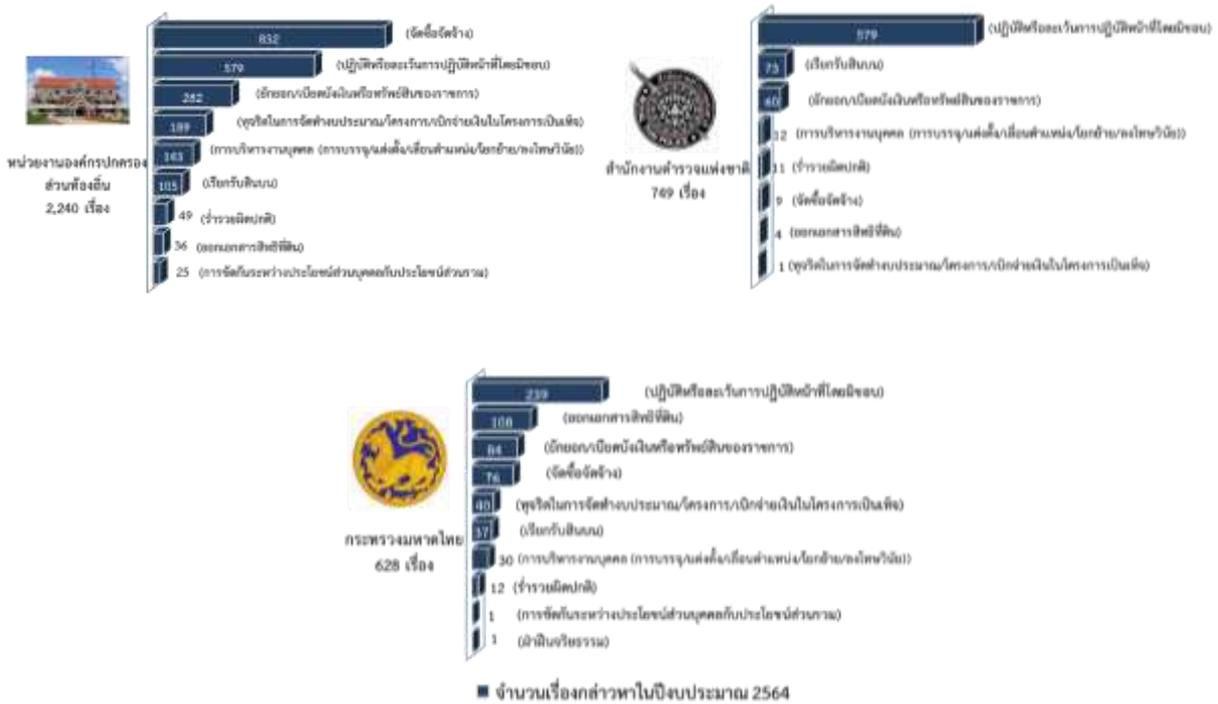 832 (จัดซื้อจัดจ้าง)
579 (ปฏิบัติหรือละเว้นการปฏิบัติหน้าที่โดยมิชอบ)
282 (ยักยอก/เบียดบังเงินหรือทรัพย์สินของราชการ)
189 (ทุจริตในการจัดทำงบประมาณ/โครงการ/เบิกจ่ายเงินในโครงการเป็นเท็จ)
143 (การบริหารงานบุคคล (การบรรจุ/แต่งตั้ง/เลื่อนตำแหน่ง/โยกย้าย/ลงโทษวินัย))
105 (เรียกรับสินบน)
49 (ร่ำรวยผิดปกติ)
36 (ออกเอกสารสิทธิที่ดิน)
25 (การขัดกันระหว่างประโยชน์ส่วนบุคคลกับประโยชน์ส่วนรวม)
หน่วยงานองค์กรปกครอง
ส่วนท้องถิ่น
2,240 เรื่อง
579 (ปฏิบัติหรือละเว้นการปฏิบัติหน้าที่โดยมิชอบ)
73 (เรียกรับสินบน)
60 (ยักยอก/เบียดบังเงินหรือทรัพย์สินของราชการ)
12 (การบริหารงานบุคคล (การบรรจุ/แต่งตั้ง/เลื่อนตำแหน่ง/โยกย้าย/ลงโทษวินัย))
11 (ร่ำรวยผิดปกติ)
9 (จัดซื้อจัดจ้าง)
4 (ออกเอกสารสิทธิที่ดิน)
1 (ทุจริตในการจัดทำงบประมาณ/โครงการ/เบิกจ่ายเงินในโครงการเป็นเท็จ)
สำนักงานตำรวจแห่งชาติ
749 เรื่อง
239 (ปฏิบัติหรือละเว้นการปฏิบัติหน้าที่โดยมิชอบ)
108 (ออกเอกสารสิทธิที่ดิน)
84 (ยักยอก/เบียดบังเงินหรือทรัพย์สินของราชการ)
76 (จัดซื้อจัดจ้าง)
40 (ทุจริตในการจัดทำงบประมาณ/โครงการ/เบิกจ่ายเงินในโครงการเป็นเท็จ)
37 (เรียกรับสินบน)
30 (การบริหารงานบุคคล (การบรรจุ/แต่งตั้ง/เลื่อนตำแหน่ง/โยกย้าย/ลงโทษวินัย))
12 (ร่ำรวยผิดปกติ)
1 (การขัดกันระหว่างประโยชน์ส่วนบุคคลกับประโยชน์ส่วนรวม)
1 (ฝ่าฝืนจริยธรรม)
กระทรวงมหาดไทย
628 เรื่อง
จำนวนเรื่องกล่าวหาในปีงบประมาณ 2564